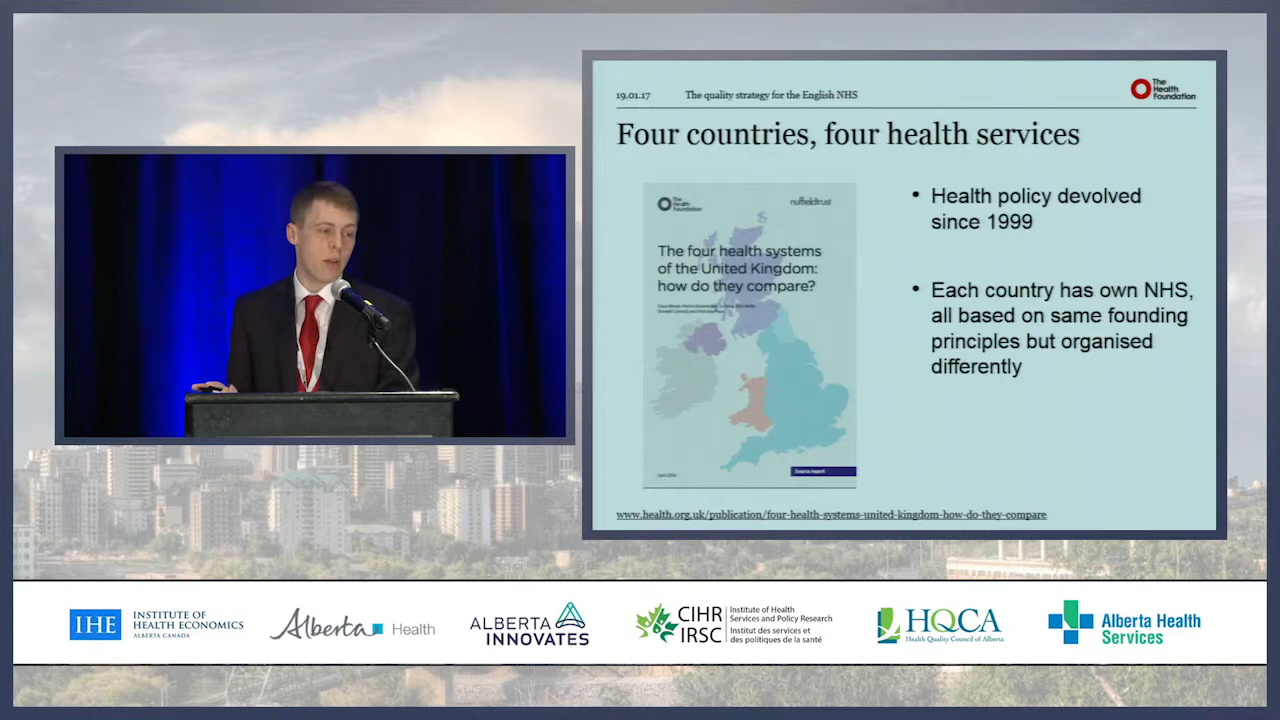 19.01.17
The quality strategy for the English NHS
The
Health
Foundation
Four countries, four health services
The
Health
Foundation
nuffieldtrust
The four health systems
of the United Kingdom:
how do they compare?
April 2014
Source report
• Health policy devolved
since 1999
• Each country has own NHS,
all based on same founding
principles but organised
differently
www.health.org.uk/publication/four-health-systems-united-kingdom-how-do-they-compare
IHE
INSTITUTE OF
HEALTH ECONOMICS
ALBERTA CANADA
Alberta Health
ALBERTA
INNOVATES
CIHR
IRSC
Institute of Health
Services and Policy Research
Institut des services et
des politiques de la santé
HQCA
Health Quality Council of Alberta
Alberta Health
Services